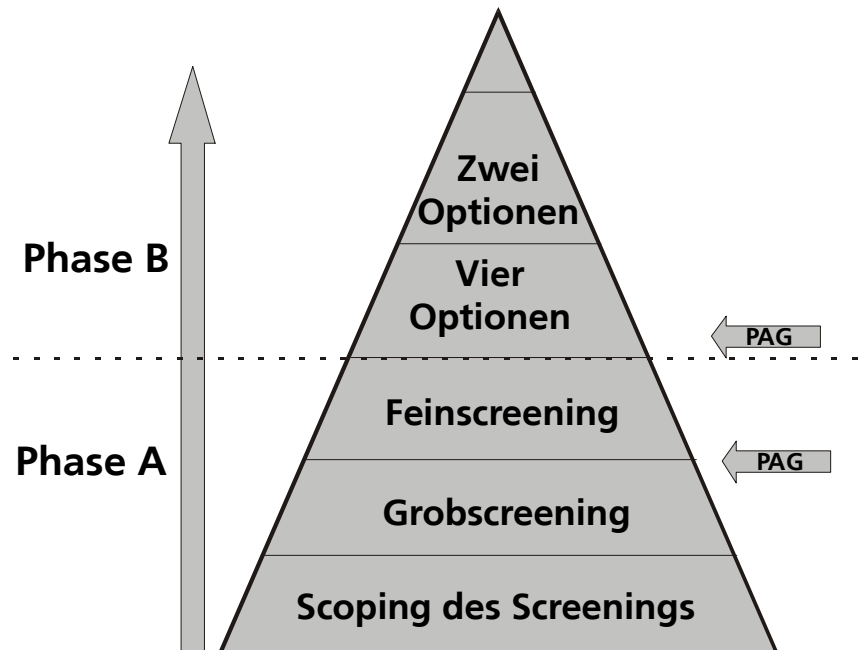 Zwei
Optionen
Phase B
Vier
Optionen
PAG
Feinscreening
Phase A
PAG
Grobscreening
Scoping des Screenings